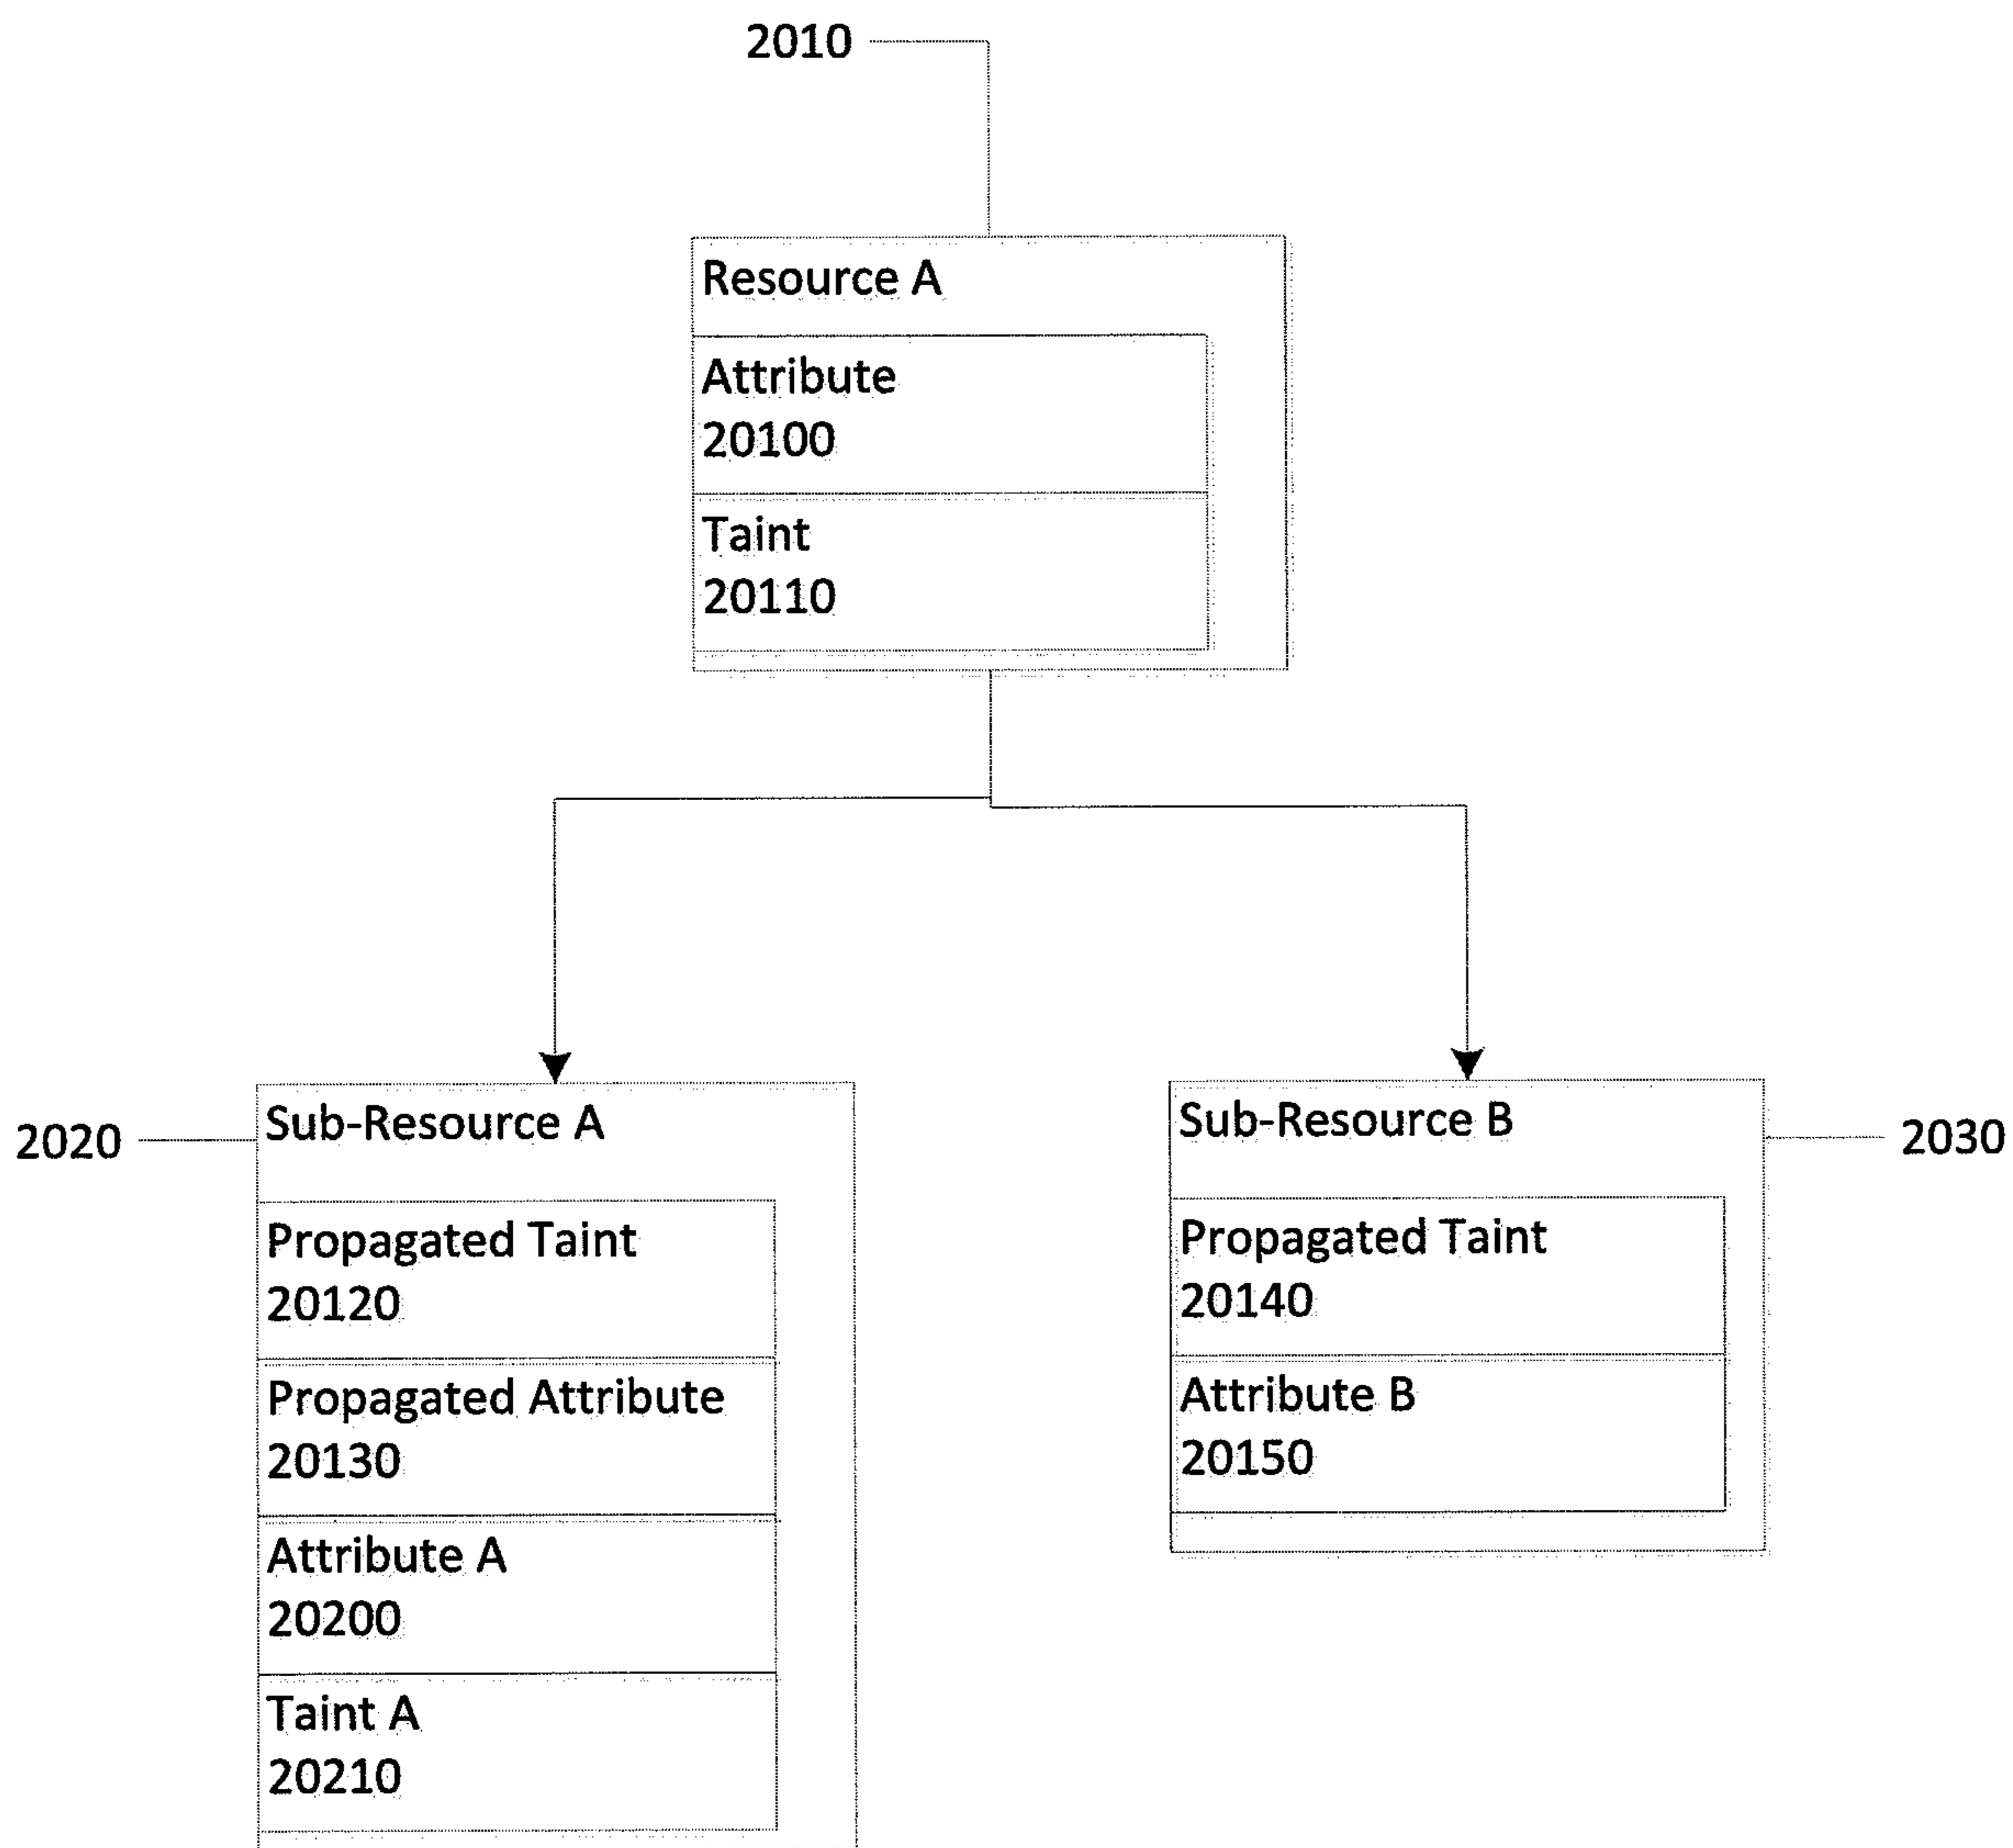 2010
Resource A
Attribute
20100
Taint
20110
2020
Sub-Resource A
Propagated Taint
20120
Propagated Attribute
20130
Attribute A
20200
Taint A
20210
Sub-Resource B
2030
Propagated Taint
20140
Attribute B
20150